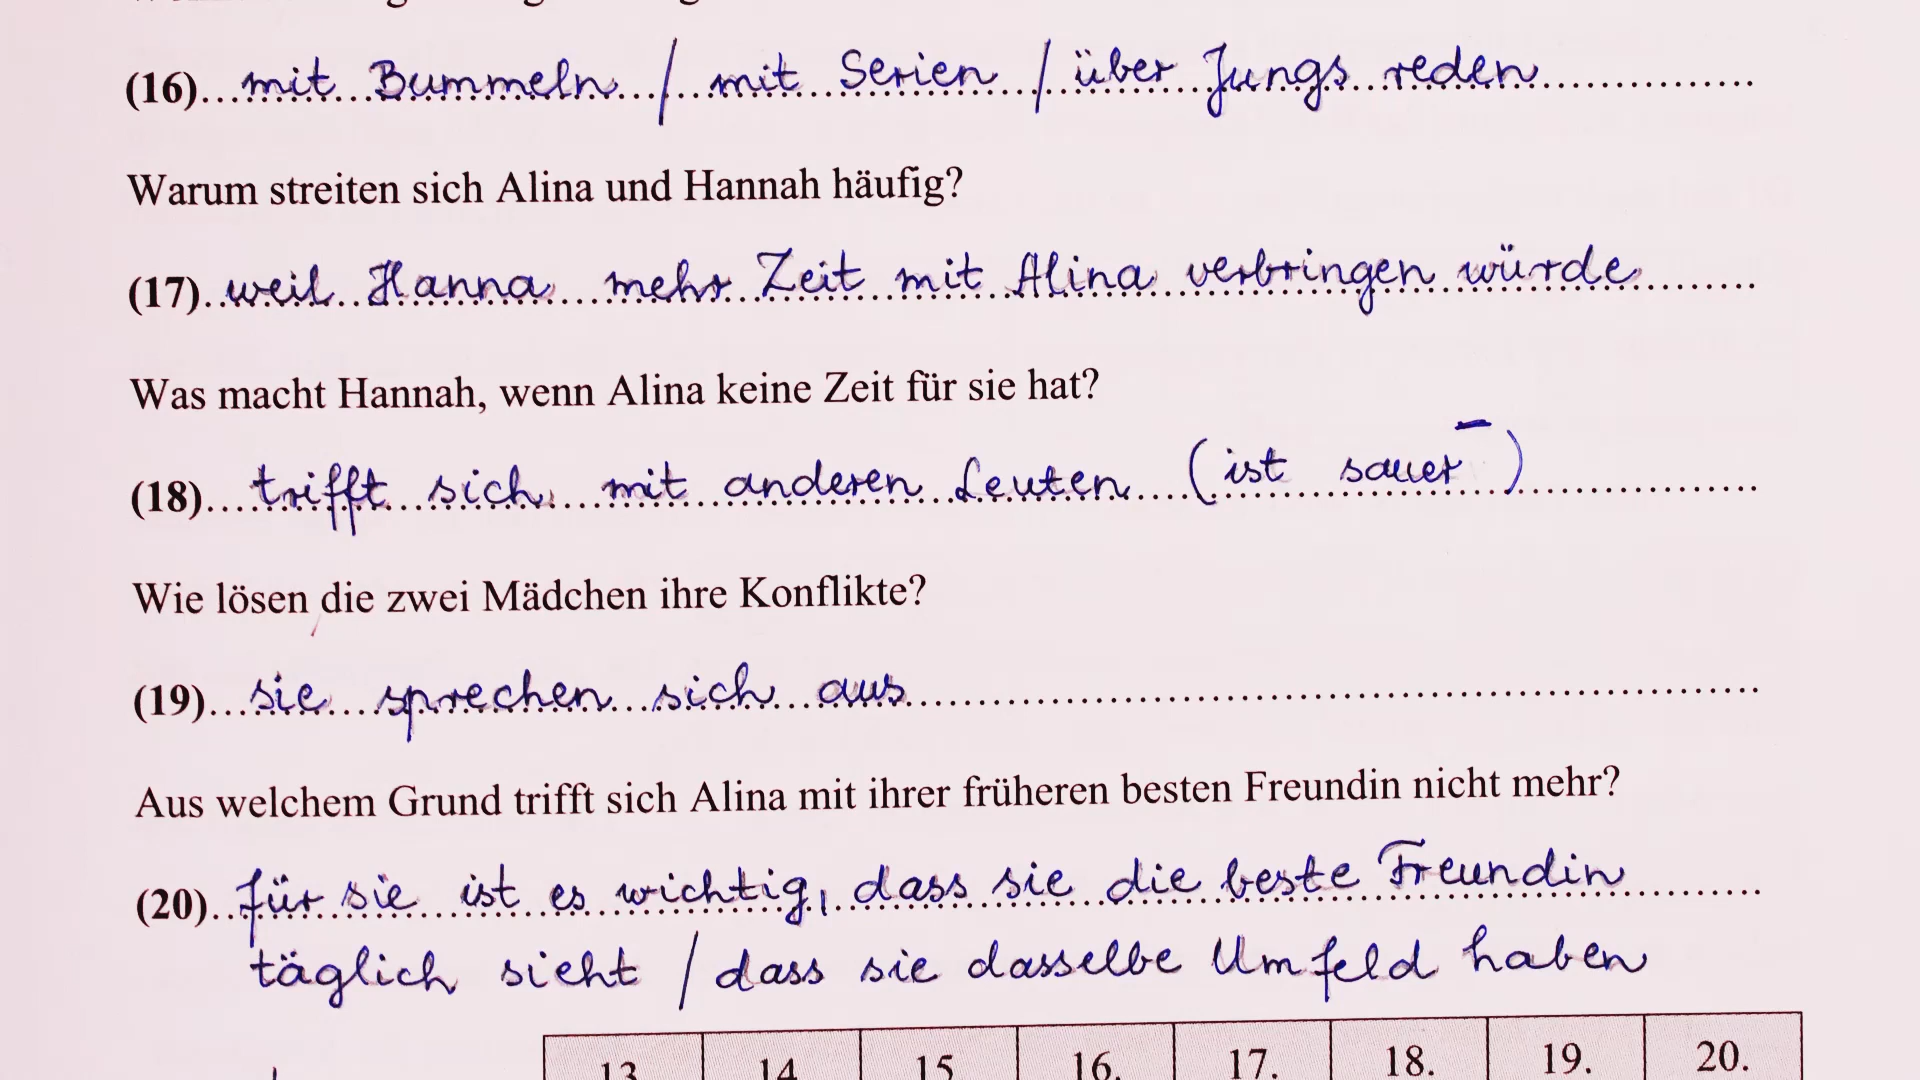 (16) mit Bummeln / mit Serien / über Jungs reden
Warum streiten sich Alina und Hannah häufig?
(17) weil Hanna mehr Zeit mit Alina verbringen würde
Was macht Hannah, wenn Alina keine Zeit für sie hat?
(18) trifft sich mit anderen Leuten (ist sauer)
Wie lösen die zwei Mädchen ihre Konflikte?
(19) sie sprechen sich aus
Aus welchem Grund trifft sich Alina mit ihrer früheren besten Freundin nicht mehr?
(20) für sie ist es wichtig, dass sie die beste Freundin
täglich sieht / dass sie dasselbe Umfeld haben
13 14 15 16. 17. 18. 19. 20.